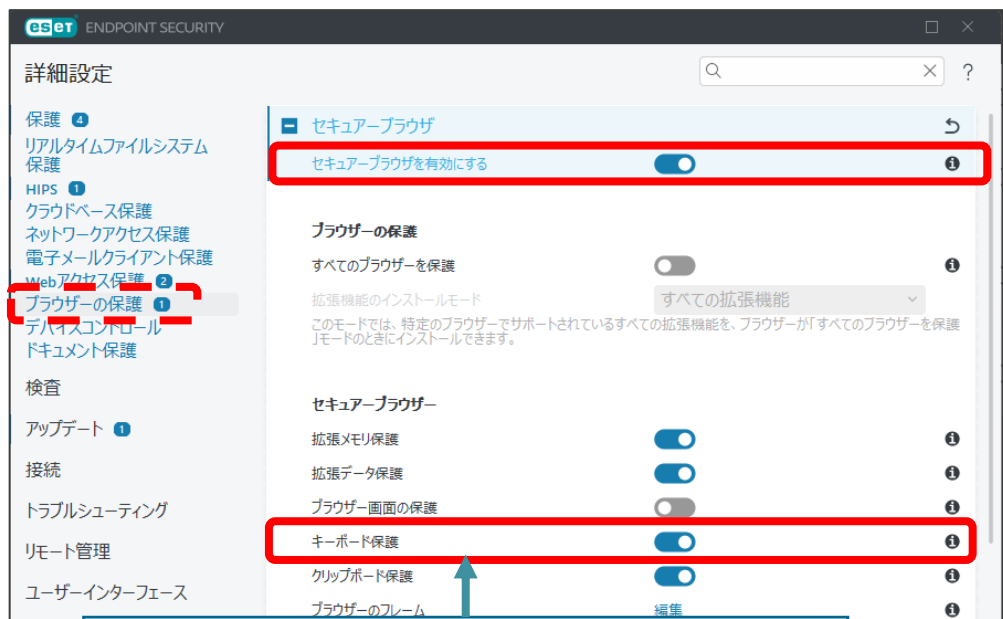 eset ENDPOINT SECURITY
詳細設定
?
保護 4
リアルタイムファイルシステム
保護
HIPS 1
クラウドベース保護
ネットワークアクセス保護
電子メールクライアント保護
Webアクセス保護 2
ブラウザーの保護 1
デバイスコントロール
ドキュメント保護
検査
アップデート 1
接続
トラブルシューティング
リモート管理
ユーザーインターフェース
セキュアーブラウザ
セキュアーブラウザを有効にする
ブラウザーの保護
すべてのブラウザーを保護
拡張機能のインストールモード すべての拡張機能
このモードでは、特定のブラウザーでサポートされているすべての拡張機能を、ブラウザーが「すべてのブラウザーを保護
」モードのときにインストールできます。
セキュアーブラウザー
拡張メモリ保護
拡張データ保護
ブラウザー画面の保護
キーボード保護
クリップボード保護
ブラウザーのフレーム 編集